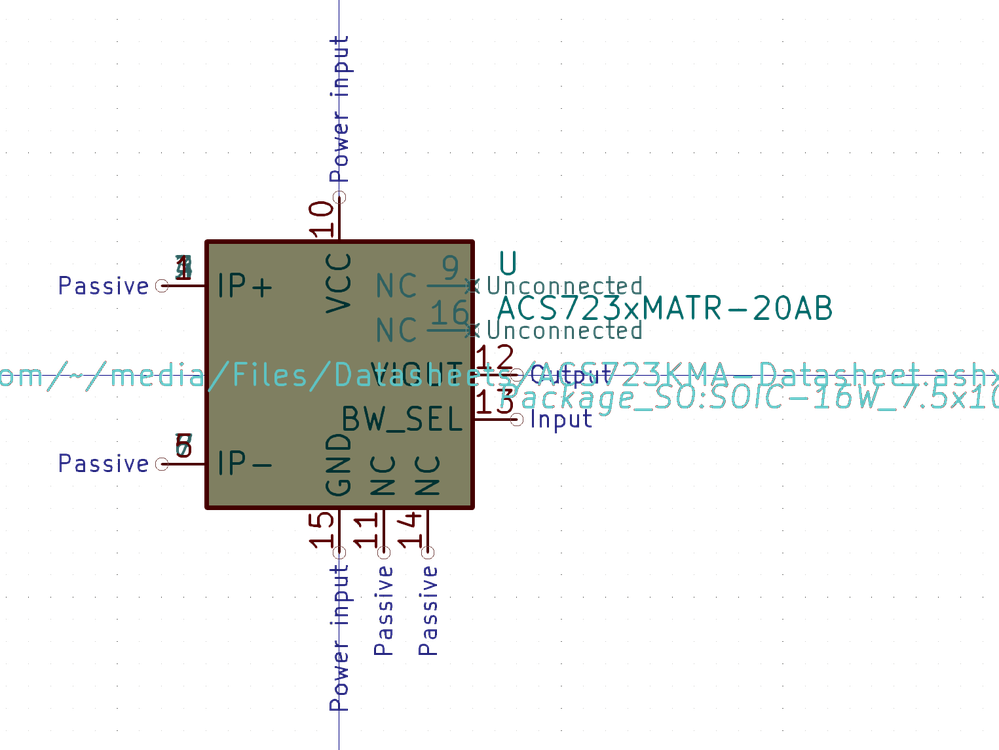 Power input
10
VCC
Passive
1
IP+
NC
9
Unconnected
U
ACS723xMATR-20AB
NC
16
Unconnected
VIOUT
12
Output
om/~/media/Files/Datasheets/ACS723KMA-Datasheet.ashx
Package_SO:SOIC-16W_7.5x10
BW_SEL
13
Input
Passive
IP-
GND
NC
NC
15
11
14
Power input
Passive
Passive